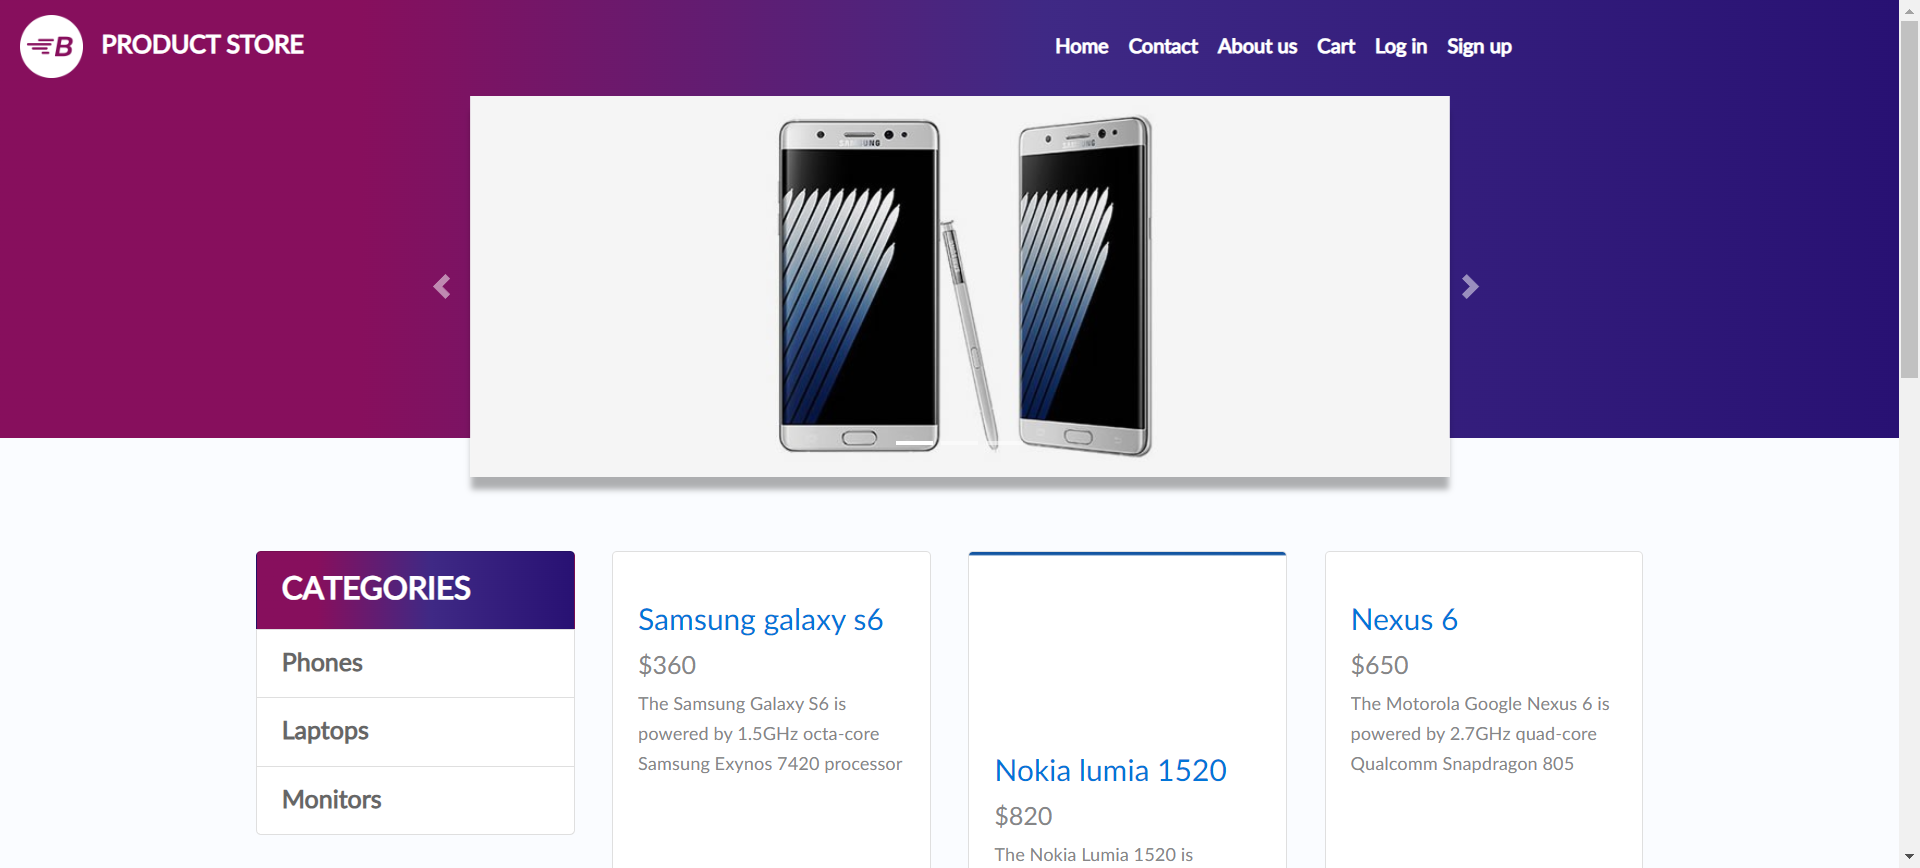 B PRODUCT STORE
Home Contact About us Cart Log in Sign up
SAMSUNG
SAMSUNG
CATEGORIES
Phones
Laptops
Monitors
Samsung galaxy s6
$360
The Samsung Galaxy S6 is
powered by 1.5GHz octa-core
Samsung Exynos 7420 processor
Nokia lumia 1520
$820
The Nokia Lumia 1520 is
Nexus 6
$650
The Motorola Google Nexus 6 is
powered by 2.7GHz quad-core
Qualcomm Snapdragon 805